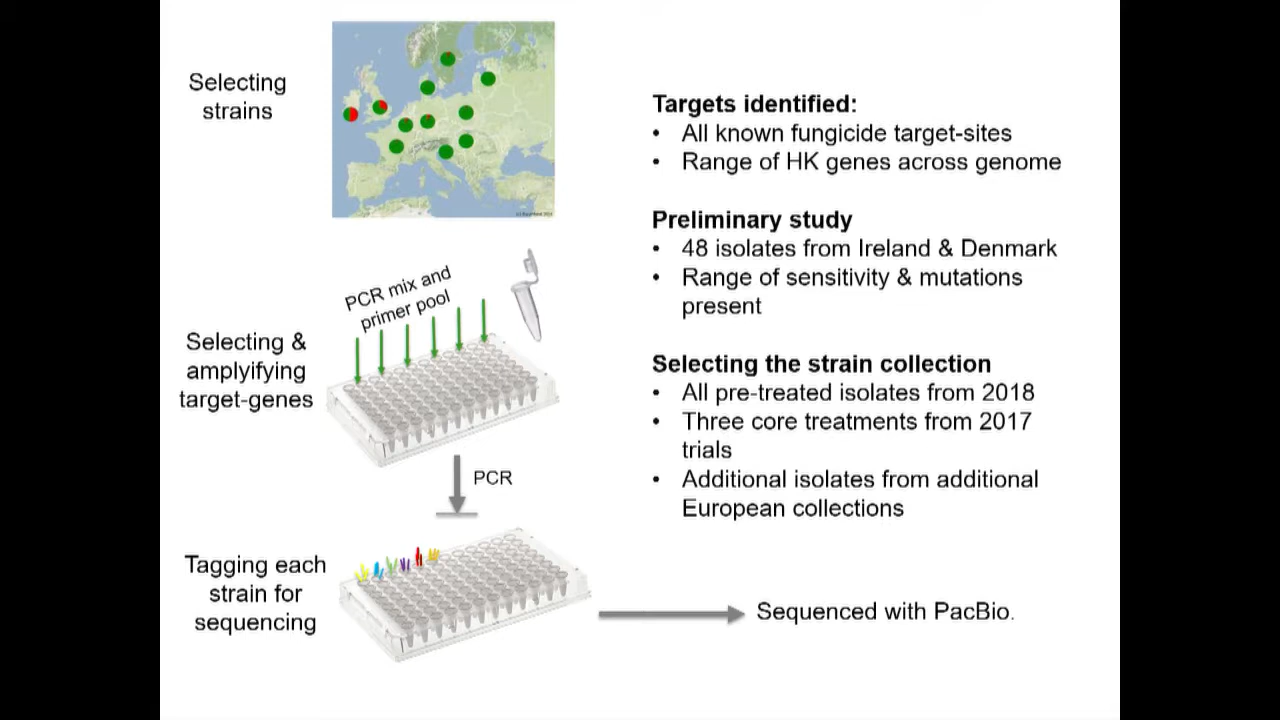 Selecting
strains
Targets identified:
• All known fungicide target-sites
• Range of HK genes across genome
Preliminary study
• 48 isolates from Ireland & Denmark
• Range of sensitivity & mutations
present
PCR mix and
primer pool
Selecting &
amplyifying
target-genes
Selecting the strain collection
• All pre-treated isolates from 2018
• Three core treatments from 2017
trials
• Additional isolates from additional
European collections
PCR
Tagging each
strain for
sequencing
Sequenced with PacBio.